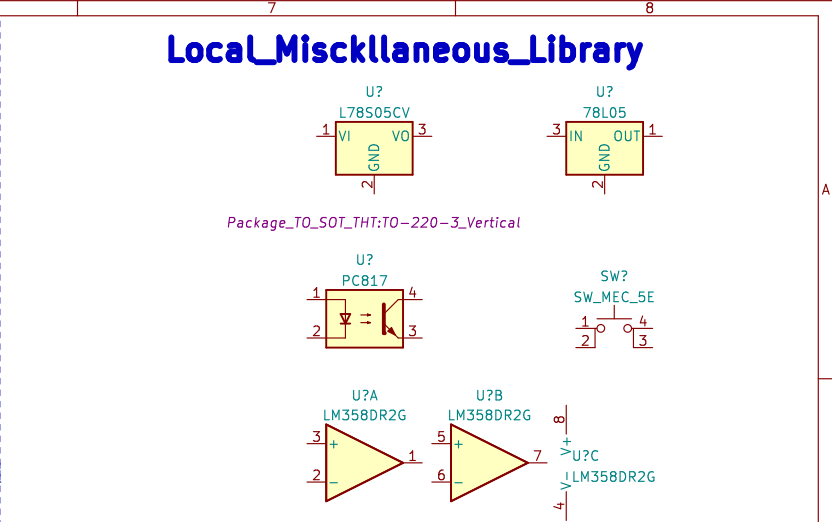 7 8
Local_Misckllaneous_Library
U? U?
L78S05CV 78L05
1 VI VO 3 3 IN OUT 1
GND GND
2 2
A
Package_TO_SOT_THT:TO-220-3_Vertical
U?
PC817
SW?
SW_MEC_5E
1 4
2 3
1 4
2 3
U?A U?B
LM358DR2G LM358DR2G
8
3 + 1 5 + 7 V+ U?C
2 - 6 - V- LM358DR2G
4